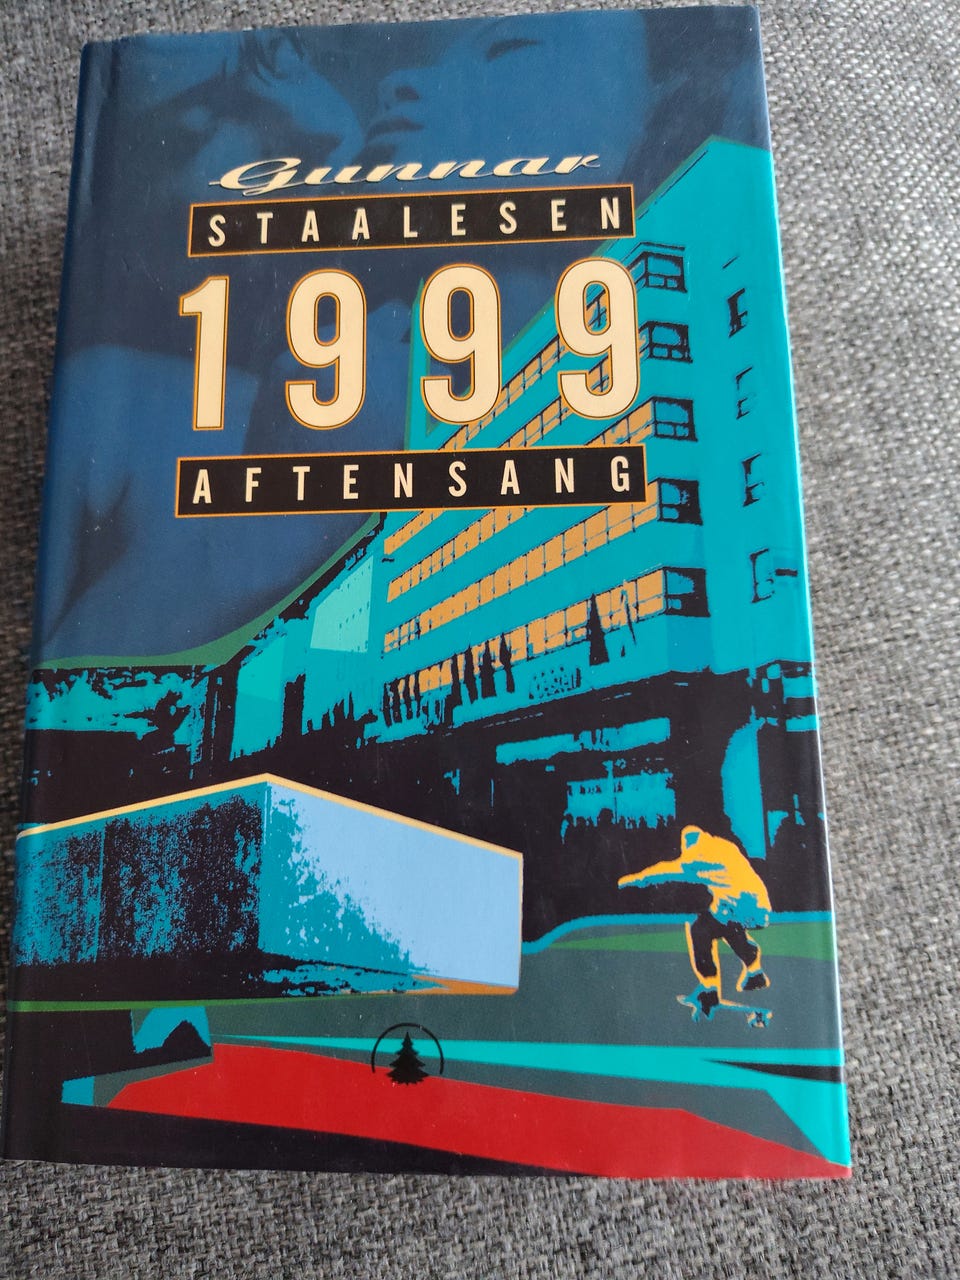 Gunnar
STAALESEN
1999
AFTENSANG